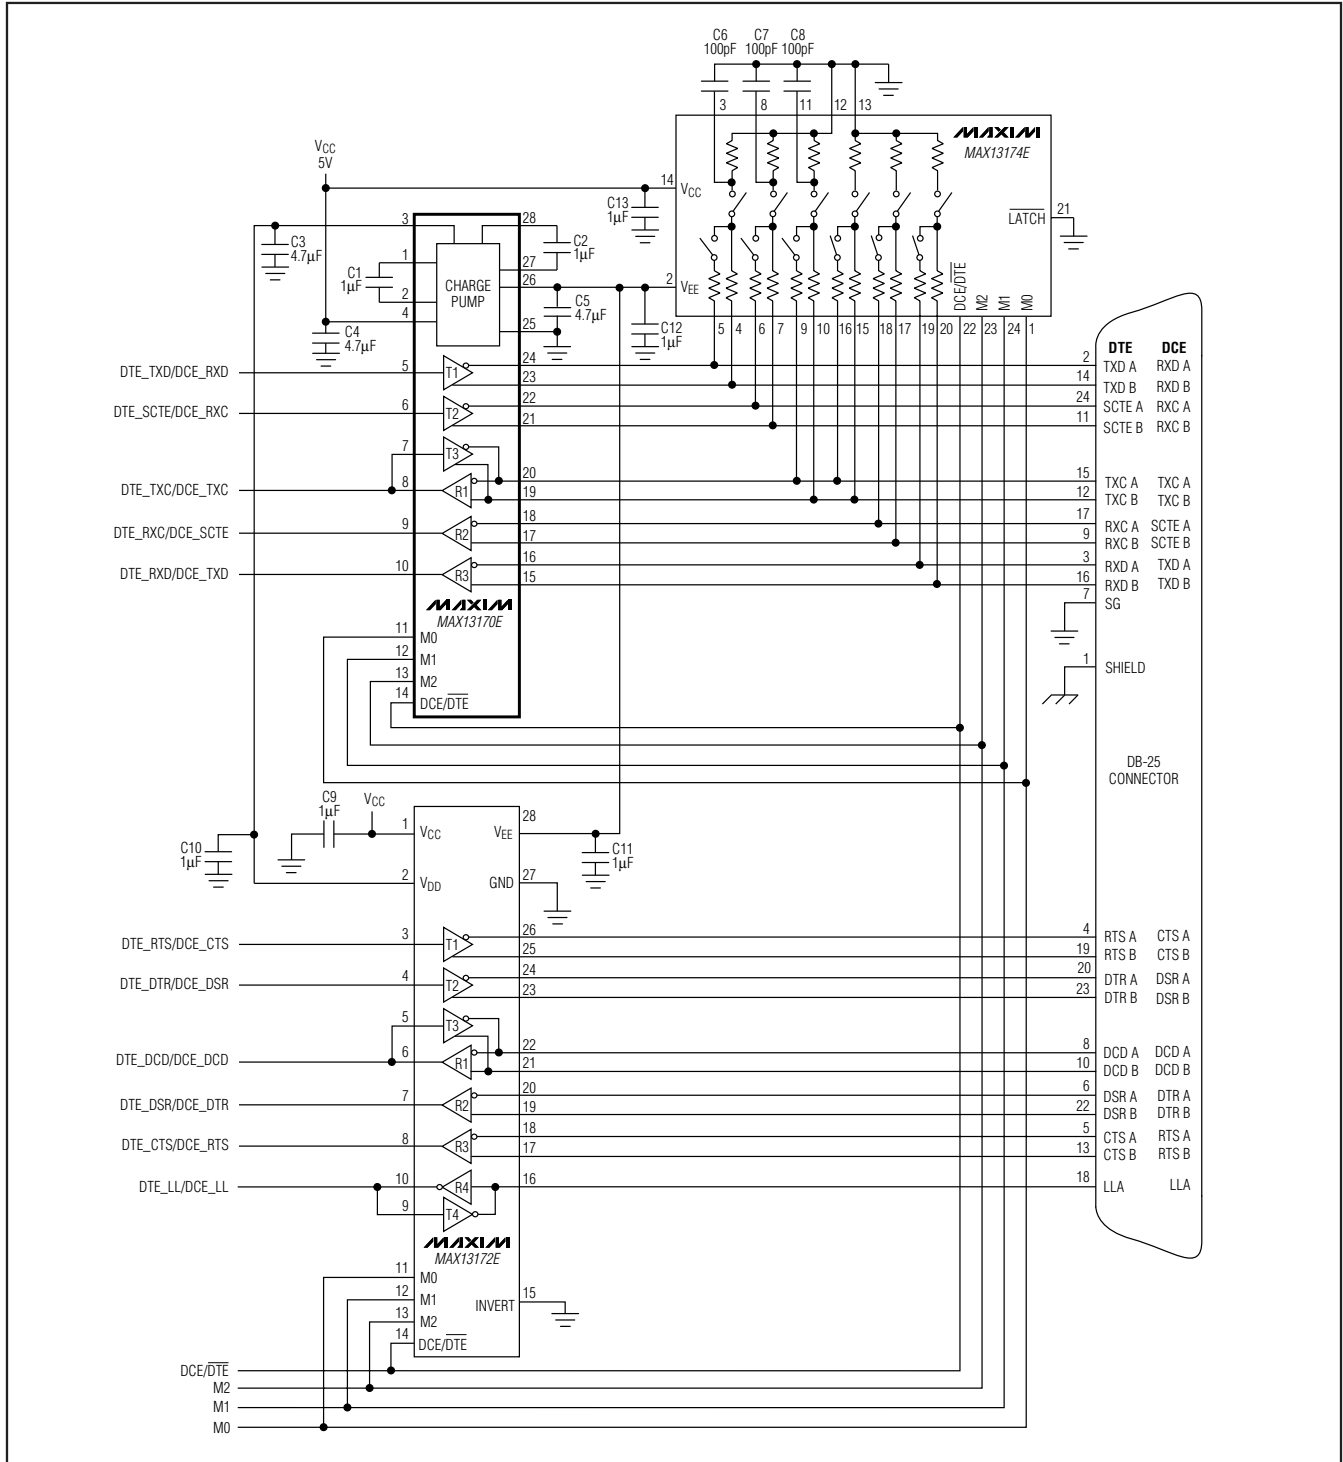 C6 C7 C8
100pF 100pF 100pF
3 8 11 12 13
MAXIM
MAX13174E
VCC
5V
14 VCC
C13
1µF
LATCH 21
3 28
C3
4.7µF
C2
1µF
1 27
C1
1µF
CHARGE
PUMP
26
2 VEE
2
4
C5
4.7µF
25
C4
4.7µF
C12
1µF
DCE/DTE M2 M1 M0
5 4 6 7 9 10 16 15 18 17 19 20 22 23 24 1
DTE DCE
DTE_TXD/DCE_RXD 5 T1 24 2 TXD A RXD A
23 14 TXD B RXD B
DTE_SCTE/DCE_RXC 6 T2 22 24 SCTE A RXC A
21 11 SCTE B RXC B
7 T3
DTE_TXC/DCE_TXC 8 R1 20 15 TXC A TXC A
19 12 TXC B TXC B
DTE_RXC/DCE_SCTE 9 R2 18 17 RXC A SCTE A
17 9 RXC B SCTE B
DTE_RXD/DCE_TXD 10 R3 16 3 RXD A TXD A
15 16 RXD B TXD B
7 SG
MAXIM
MAX13170E
11 M0
12 M1
13 M2
14 DCE/DTE
1 SHIELD
DB-25
CONNECTOR
C9
1µF
VCC
1 VCC VEE 28
C10
1µF
C11
1µF
2 VDD GND 27
DTE_RTS/DCE_CTS 3 T1 26 4 RTS A CTS A
25 19 RTS B CTS B
DTE_DTR/DCE_DSR 4 T2 24 20 DTR A DSR A
23 23 DTR B DSR B
5 T3
DTE_DCD/DCE_DCD 6 R1 22 8 DCD A DCD A
21 10 DCD B DCD B
DTE_DSR/DCE_DTR 7 R2 20 6 DSR A DTR A
19 22 DSR B DTR B
DTE_CTS/DCE_RTS 8 R3 18 5 CTS A RTS A
17 13 CTS B RTS B
DTE_LL/DCE_LL 10 R4 16 18 LLA LLA
9 T4
MAXIM
MAX13172E
11 M0
12 M1
INVERT 15
13 M2
14 DCE/DTE
DCE/DTE
M2
M1
M0